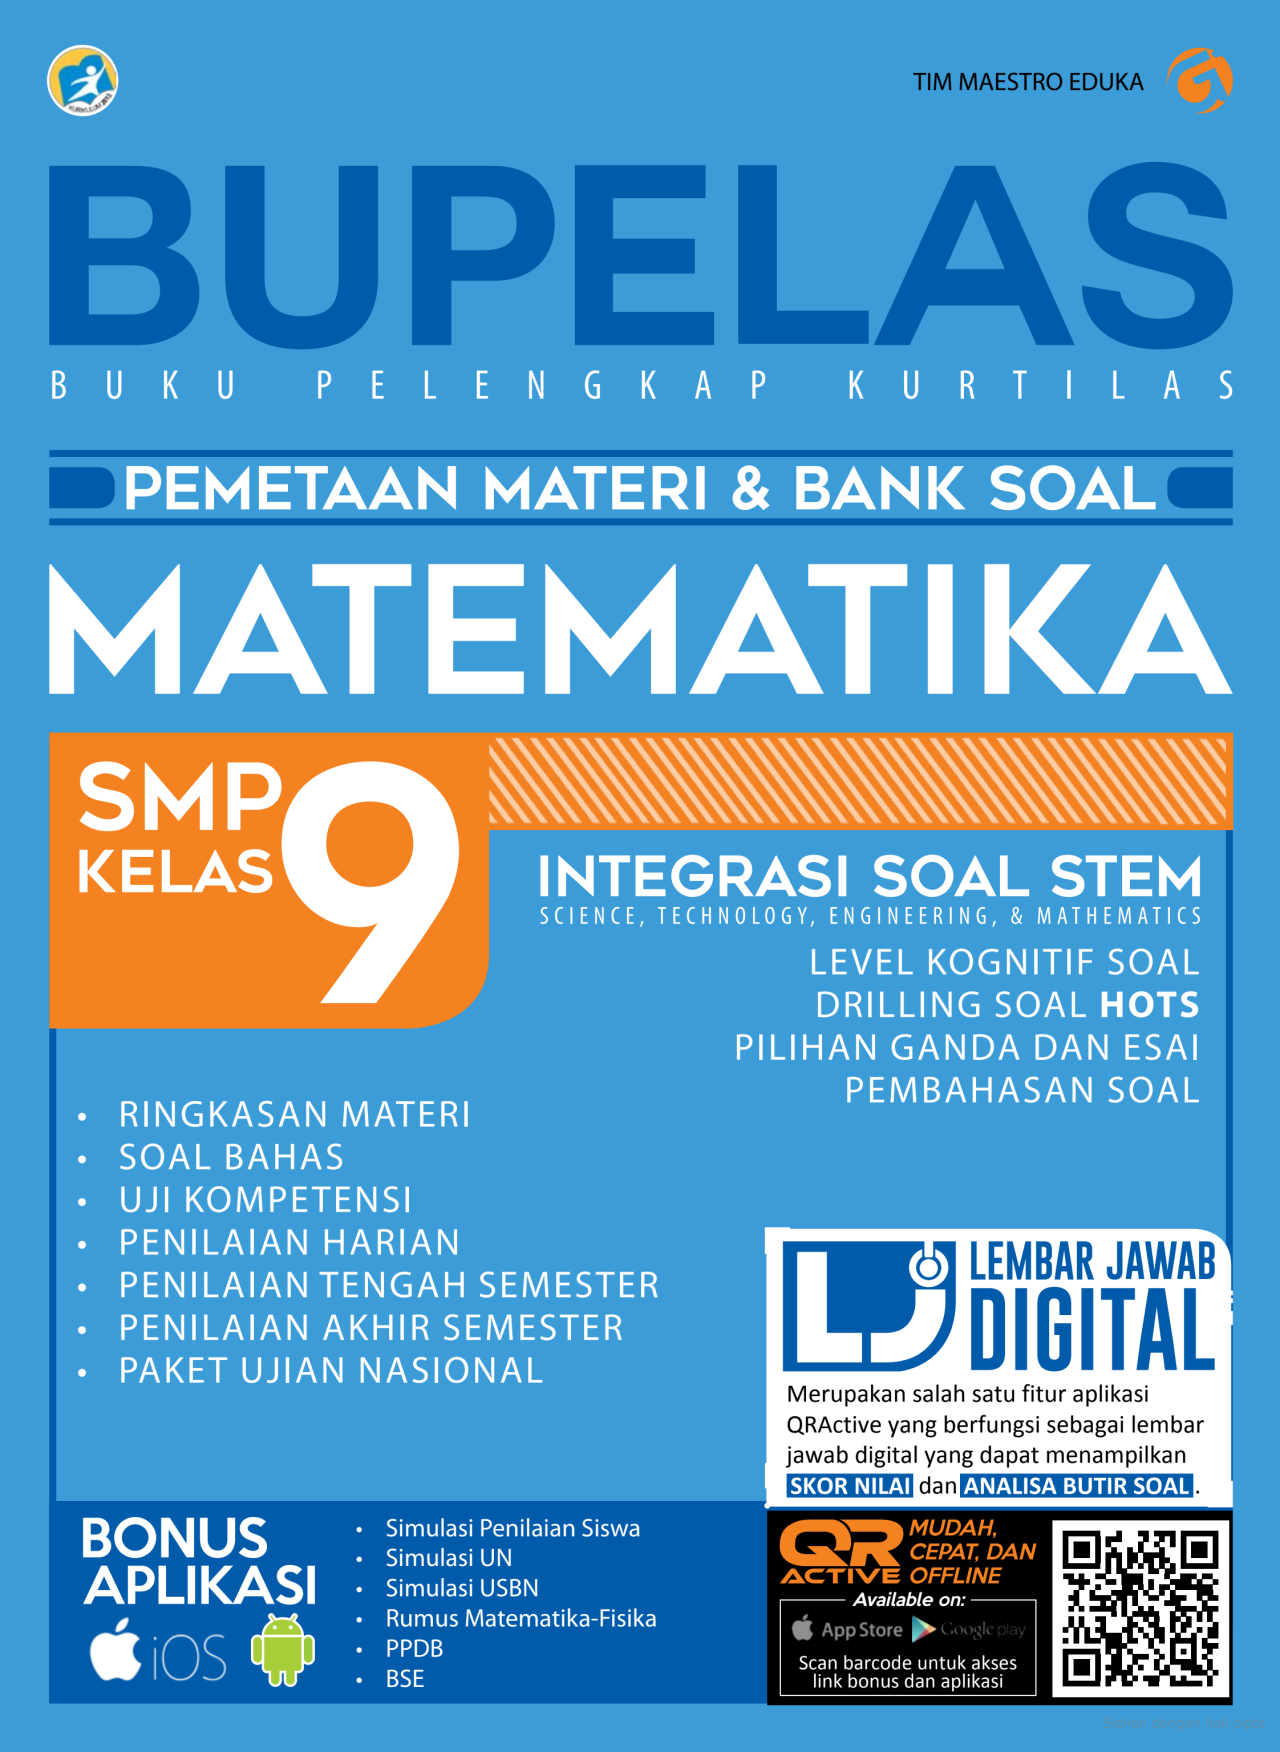 KURIKULUM 2013
TIM MAESTRO EDUKA
BUPELAS
BUKU PELENGKAP KURTILAS
PEMETAAN MATERI & BANK SOAL
MATEMATIKA
SMP
KELAS
9
INTEGRASI SOAL STEM
SCIENCE, TECHNOLOGY, ENGINEERING, & MATHEMATICS
LEVEL KOGNITIF SOAL
DRILLING SOAL HOTS
PILIHAN GANDA DAN ESAI
PEMBAHASAN SOAL
• RINGKASAN MATERI
• SOAL BAHAS
• UJI KOMPETENSI
• PENILAIAN HARIAN
• PENILAIAN TENGAH SEMESTER
• PENILAIAN AKHIR SEMESTER
• PAKET UJIAN NASIONAL
LJ
LEMBAR JAWAB
DIGITAL
Merupakan salah satu fitur aplikasi
QRActive yang berfungsi sebagai lembar
jawab digital yang dapat menampilkan
SKOR NILAI dan ANALISA BUTIR SOAL.
BONUS
APLIKASI
iOS
• Simulasi Penilaian Siswa
• Simulasi UN
• Simulasi USBN
• Rumus Matematika-Fisika
• PPDB
• BSE
QR
ACTIVE
MUDAH,
CEPAT, DAN
OFFLINE
Available on:
App Store
Google play
Scan barcode untuk akses
link bonus dan aplikasi